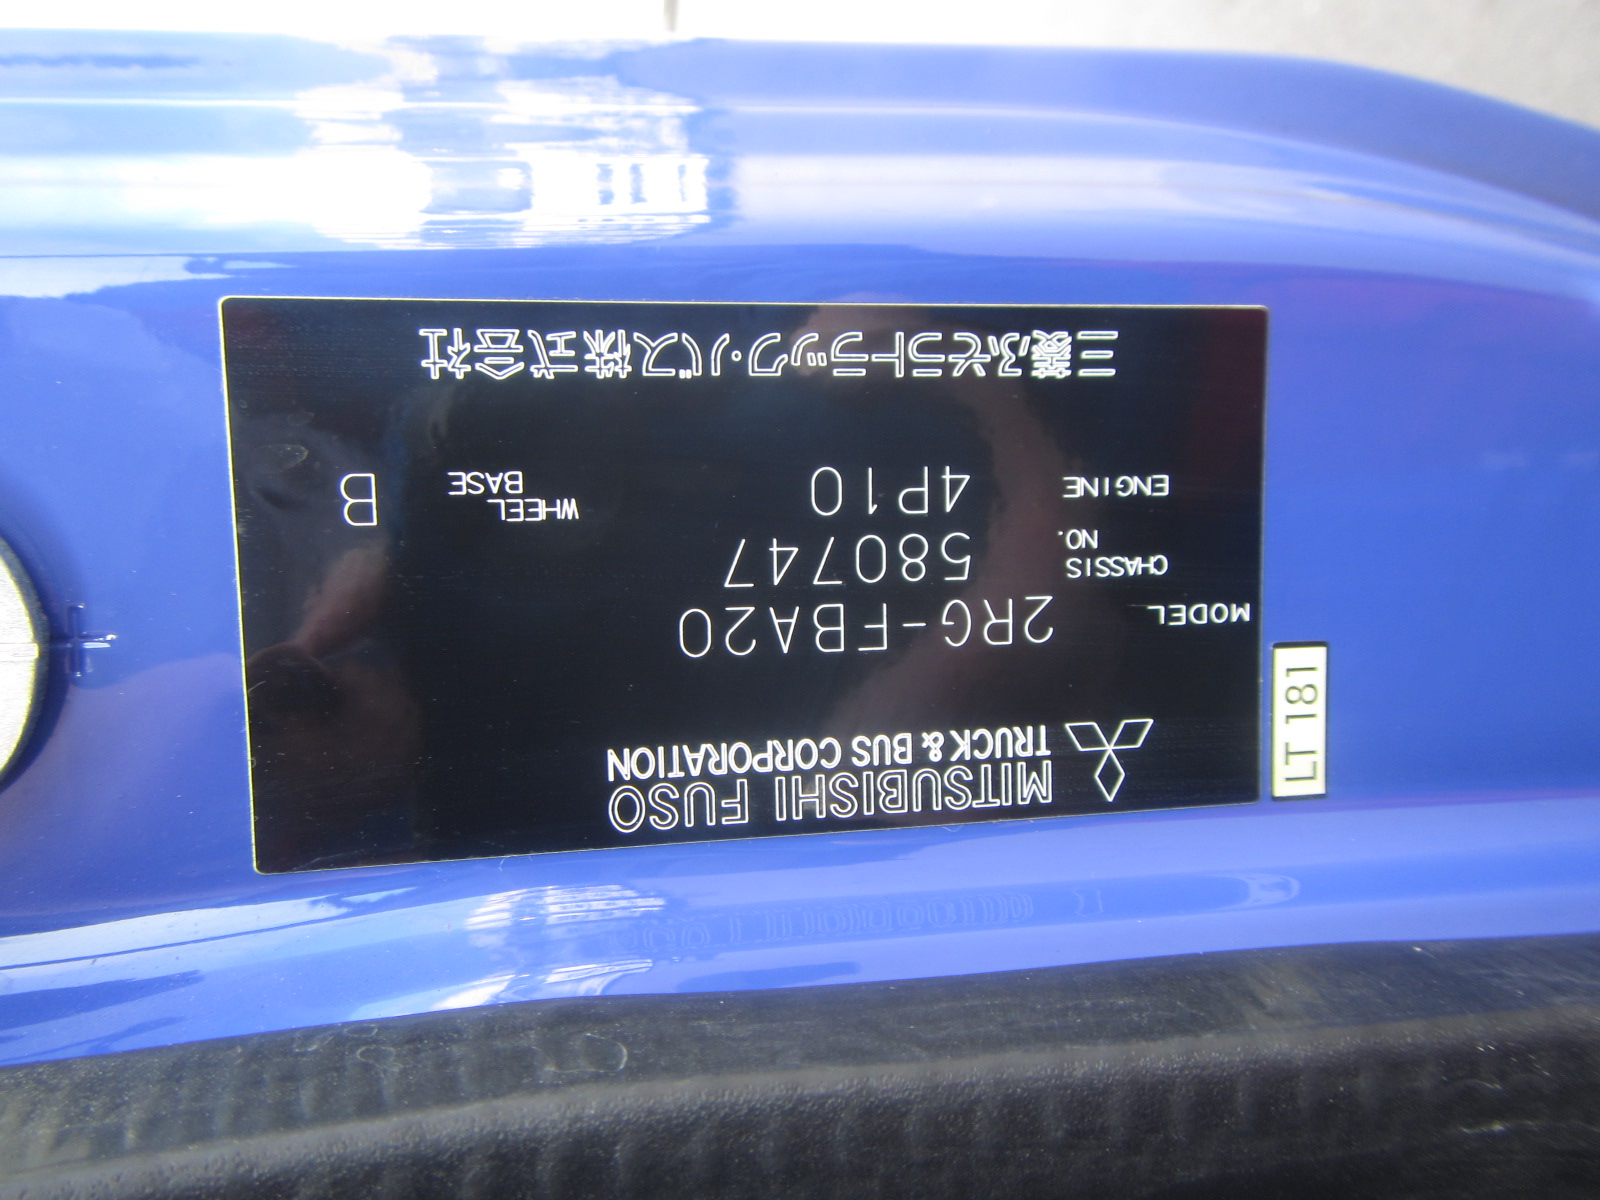 MITSUBISHI FUSO
TRUCK & BUS CORPORATION
MODEL 2RG-FBA20
CHASSIS NO. 580747
ENGINE 4P10 WHEEL BASE B
三菱ふそうトラック・バス株式会社
LT 181